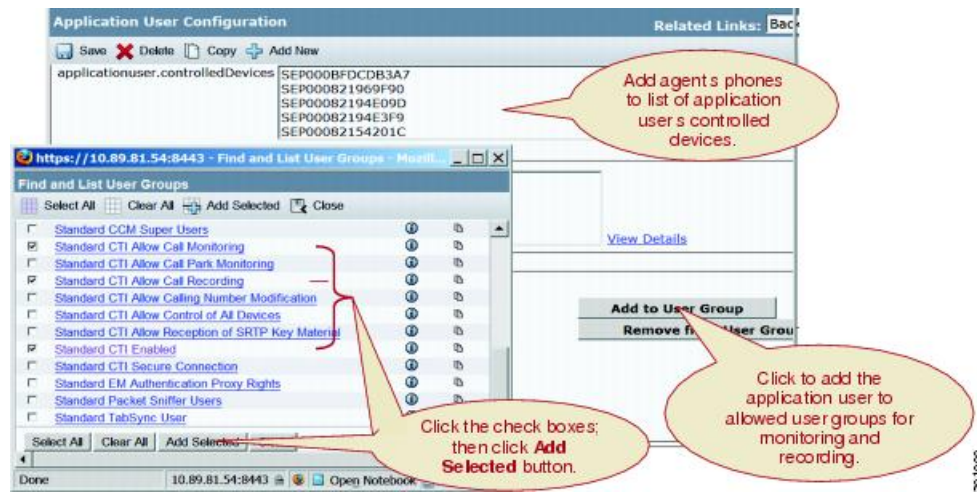 Application User Configuration
Related Links:
Save Delete Copy Add New
applicationuser.controlledDevices
SEP000BFDCDB3A7
SEP000821969F90
SEP00082194E09D
SEP00082194E3F9
SEP00082154201C
Add agent s phones
to list of application
user s controlled
devices.
https://10.89.81.54:8443 - Find and List User Groups - Mozill...
Find and List User Groups
Select All Clear All Add Selected Close
Standard CCM Super Users
Standard CTI Allow Call Monitoring
Standard CTI Allow Call Park Monitoring
Standard CTI Allow Call Recording
Standard CTI Allow Calling Number Modification
Standard CTI Allow Control of All Devices
Standard CTI Allow Reception of SRTP Key Material
Standard CTI Enabled
Standard CTI Secure Connection
Standard EM Authentication Proxy Rights
Standard Packet Sniffer Users
Standard TabSync User
Select All Clear All Add Selected
Done 10.89.81.54:8443 Open Notebook
View Details
Add to User Group
Remove User Grou
Click the check boxes;
then click Add
Selected button.
Click to add the
application user to
allowed user groups for
monitoring and
recording.